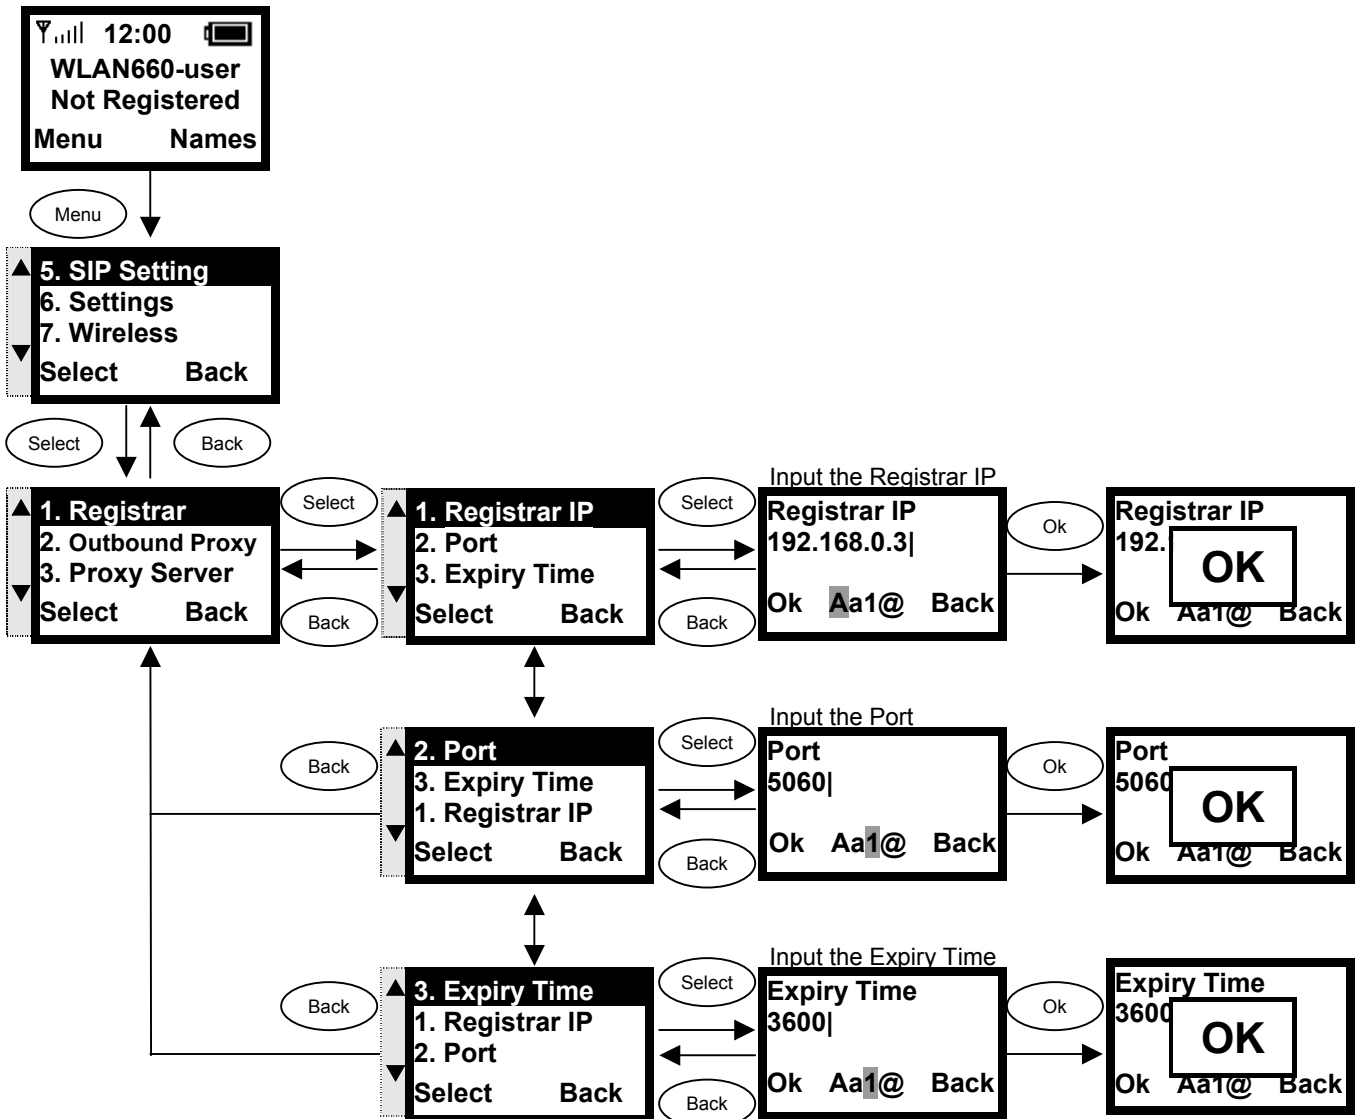 12:00
WLAN660-user
Not Registered
Menu Names
Menu
5. SIP Setting
6. Settings
7. Wireless
Select Back
Select
Back
1. Registrar
2. Outbound Proxy
3. Proxy Server
Select Back
Select
Back
1. Registrar IP
2. Port
3. Expiry Time
Select Back
Select
Back
Input the Registrar IP
Registrar IP
192.168.0.3|
Ok Aa1@ Back
Ok
Registrar IP
192.
OK
Ok Aa1@ Back
Back
2. Port
3. Expiry Time
1. Registrar IP
Select Back
Select
Back
Input the Port
Port
5060|
Ok Aa1@ Back
Ok
Port
5060
OK
Ok Aa1@ Back
Back
3. Expiry Time
1. Registrar IP
2. Port
Select Back
Select
Back
Input the Expiry Time
Expiry Time
3600|
Ok Aa1@ Back
Ok
Expiry Time
3600
OK
Ok Aa1@ Back